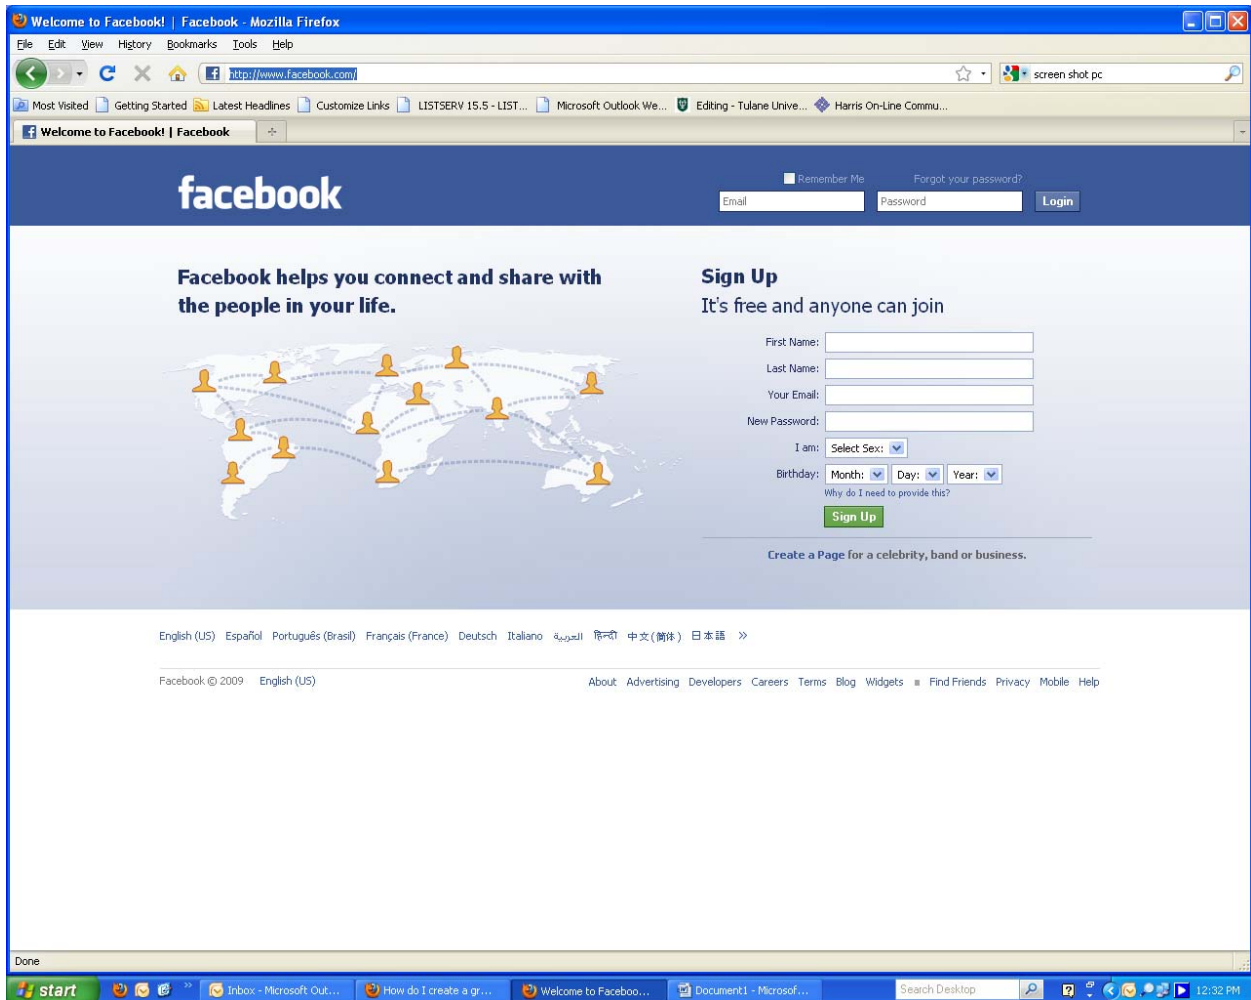 Welcome to Facebook! | Facebook - Mozilla Firefox
File Edit View History Bookmarks Tools Help
http://www.facebook.com/ screen shot pc
Most Visited Getting Started Latest Headlines Customize Links LISTSERV 15.5 - LIST... Microsoft Outlook We... Editing - Tulane Unive... Harris On-Line Commu...
Welcome to Facebook! | Facebook
facebook
Remember Me Forgot your password?
Email Password Login
Facebook helps you connect and share with
the people in your life.
Sign Up
It's free and anyone can join
First Name:
Last Name:
Your Email:
New Password:
I am: Select Sex:
Birthday: Month: Day: Year:
Why do I need to provide this?
Sign Up
Create a Page for a celebrity, band or business.
English (US) Español Português (Brasil) Français (France) Deutsch Italiano العربية हिन्दी 中文(简体) 日本語 »
Facebook © 2009 English (US) About Advertising Developers Careers Terms Blog Widgets Find Friends Privacy Mobile Help
Done
start Inbox - Microsoft Out... How do I create a gr... Welcome to Faceboo... Document1 - Microsof... Search Desktop 12:32 PM